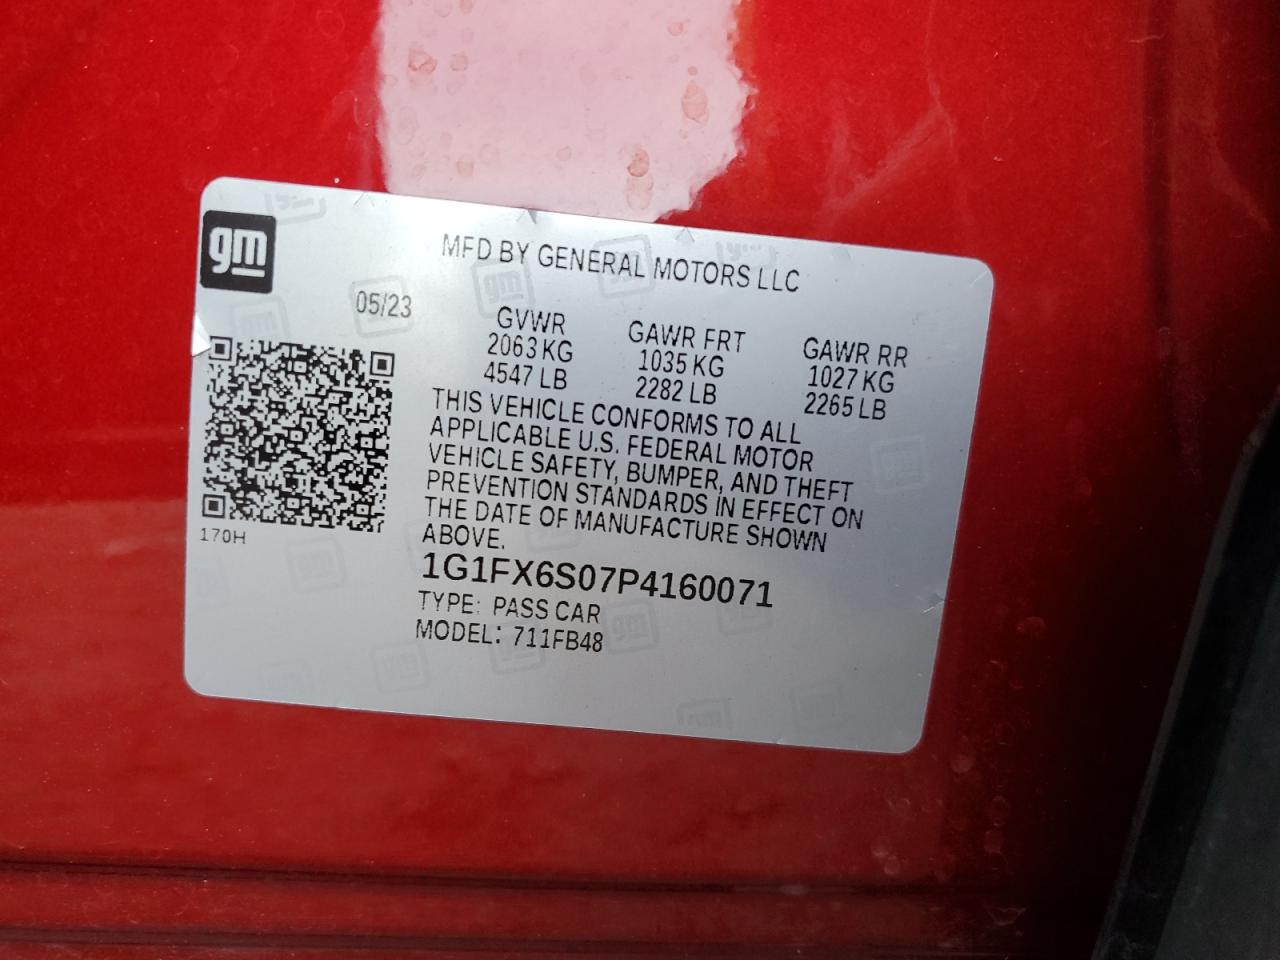 gm
MFD BY GENERAL MOTORS LLC
05/23
GVWR
2063 KG
4547 LB
GAWR FRT
1035 KG
2282 LB
GAWR RR
1027 KG
2265 LB
THIS VEHICLE CONFORMS TO ALL
APPLICABLE U.S. FEDERAL MOTOR
VEHICLE SAFETY, BUMPER, AND THEFT
PREVENTION STANDARDS IN EFFECT ON
THE DATE OF MANUFACTURE SHOWN
ABOVE.
170H
1G1FX6S07P4160071
TYPE: PASS CAR
MODEL: 711FB48